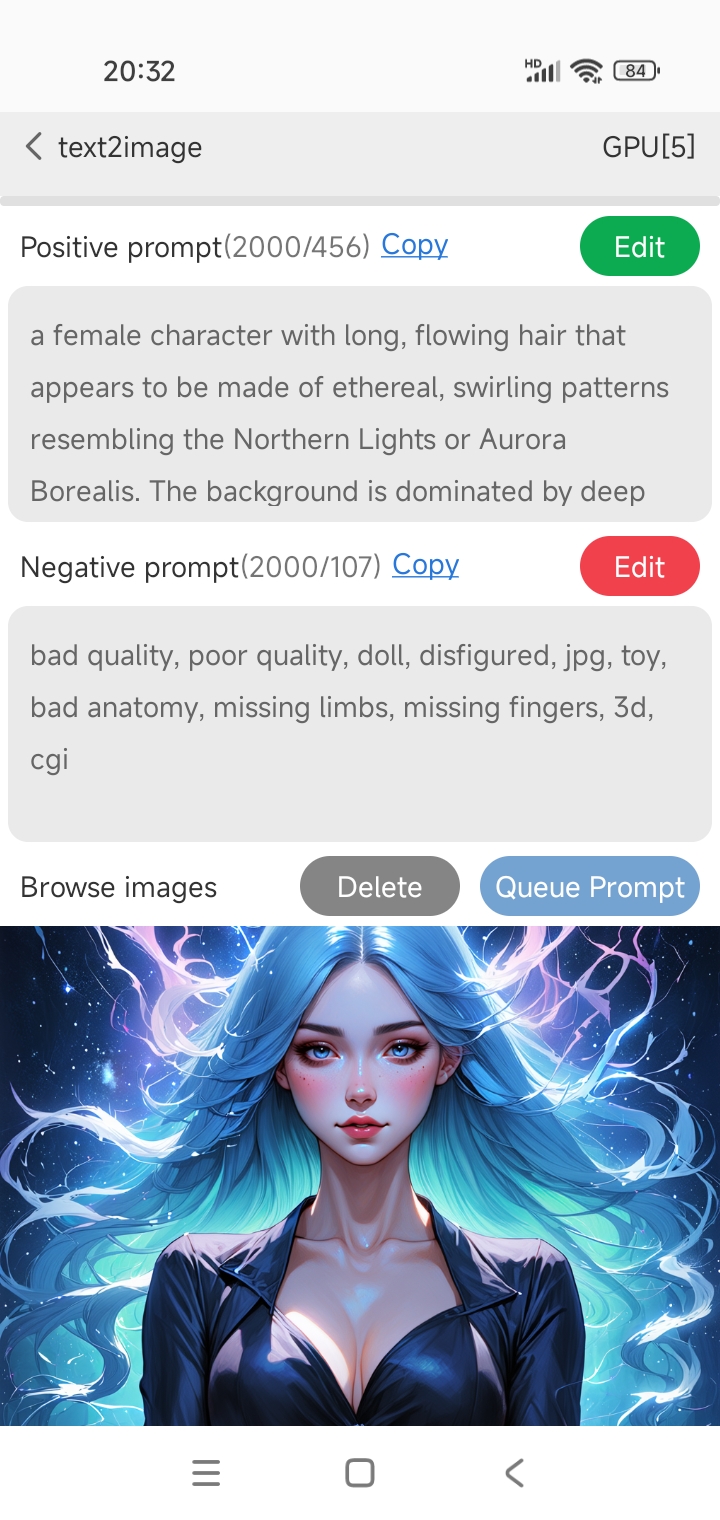 20:32
HD
84
text2image
GPU[5]
Positive prompt(2000/456) Copy
Edit
a female character with long, flowing hair that
appears to be made of ethereal, swirling patterns
resembling the Northern Lights or Aurora
Borealis. The background is dominated by deep
Negative prompt(2000/107) Copy
Edit
bad quality, poor quality, doll, disfigured, jpg, toy,
bad anatomy, missing limbs, missing fingers, 3d,
cgi
Browse images
Delete
Queue Prompt